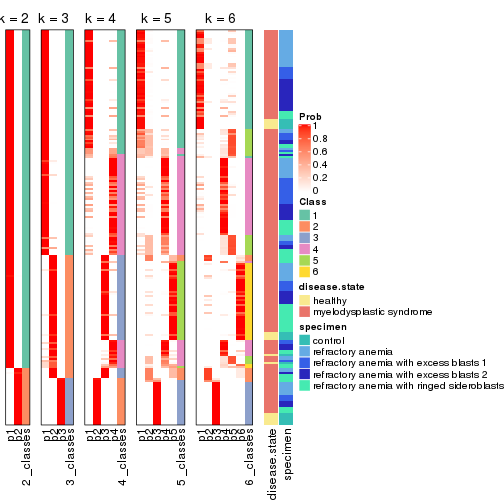 k = 2 k = 3 k = 4 k = 5 k = 6
Prob
1
0.8
0.6
0.4
0.2
0
Class
1
2
3
4
5
6
disease.state
healthy
myelodysplastic syndrome
specimen
control
refractory anemia
refractory anemia with excess blasts 1
refractory anemia with excess blasts 2
refractory anemia with ringed sideroblasts
p1 p2 2_classes p1 p2 p3 3_classes p1 p2 p3 p4 4_classes p1 p2 p3 p4 p5 5_classes p1 p2 p3 p4 p5 p6 6_classes disease.state specimen